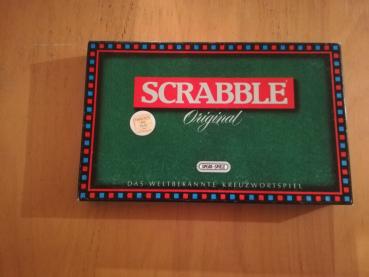 SCRABBLE
Original
SPEAR-SPIELE
DAS WELTBEKANNTE KREUZWORTSPIEL